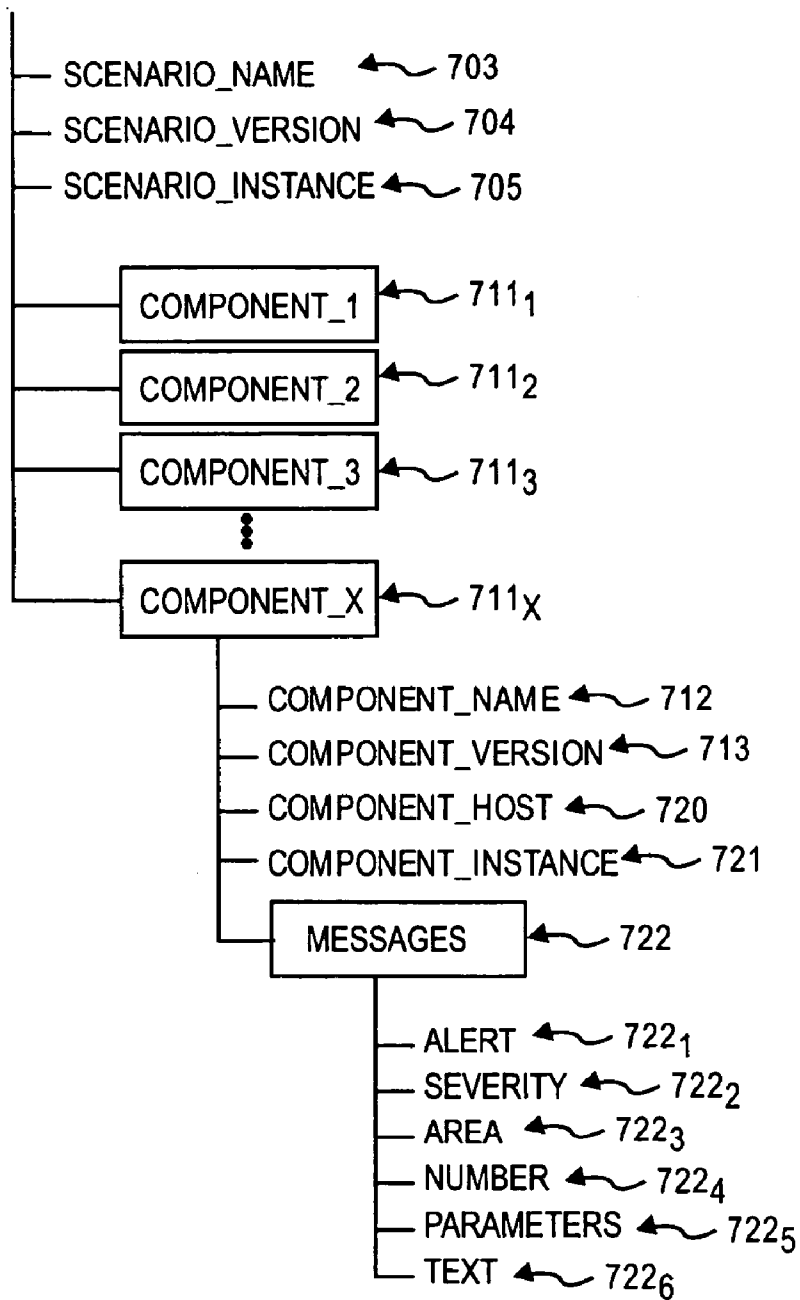 SCENARIO_NAME 703
SCENARIO_VERSION 704
SCENARIO_INSTANCE 705
COMPONENT_1 711₁
COMPONENT_2 711₂
COMPONENT_3 711₃
COMPONENT_X 711ₓ
COMPONENT_NAME 712
COMPONENT_VERSION 713
COMPONENT_HOST 720
COMPONENT_INSTANCE 721
MESSAGES 722
ALERT 722₁
SEVERITY 722₂
AREA 722₃
NUMBER 722₄
PARAMETERS 722₅
TEXT 722₆